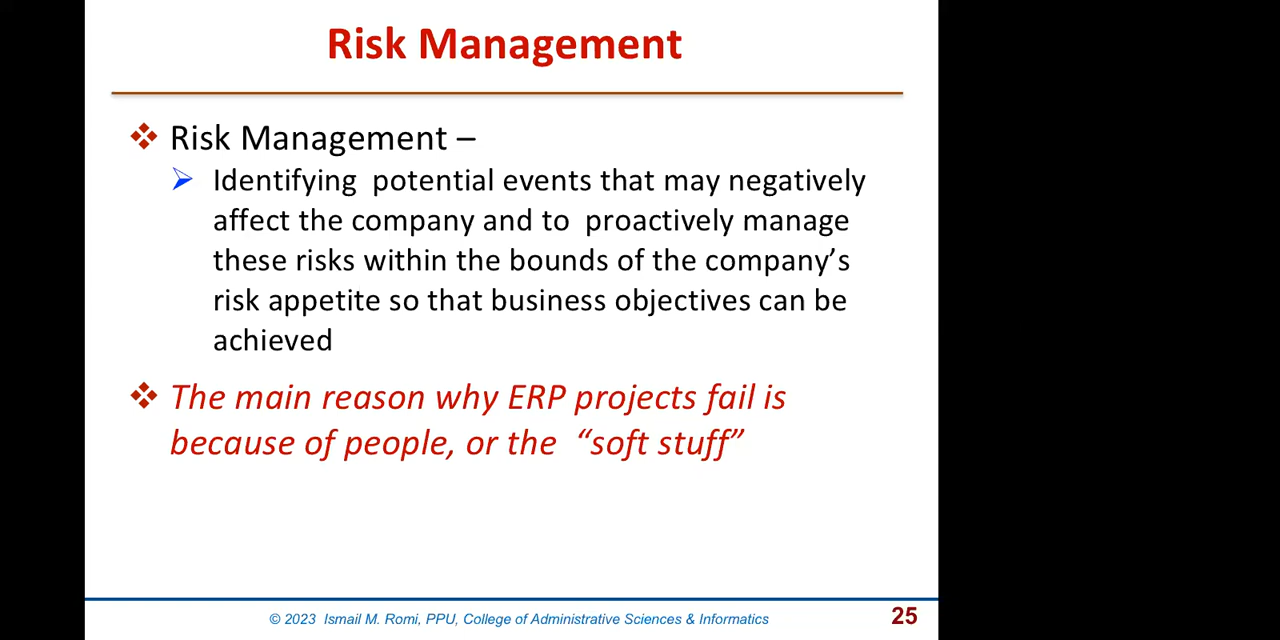 Risk Management
Risk Management –
Identifying potential events that may negatively
affect the company and to proactively manage
these risks within the bounds of the company’s
risk appetite so that business objectives can be
achieved
The main reason why ERP projects fail is
because of people, or the “soft stuff”
© 2023 Ismail M. Romi, PPU, College of Administrative Sciences & Informatics
25